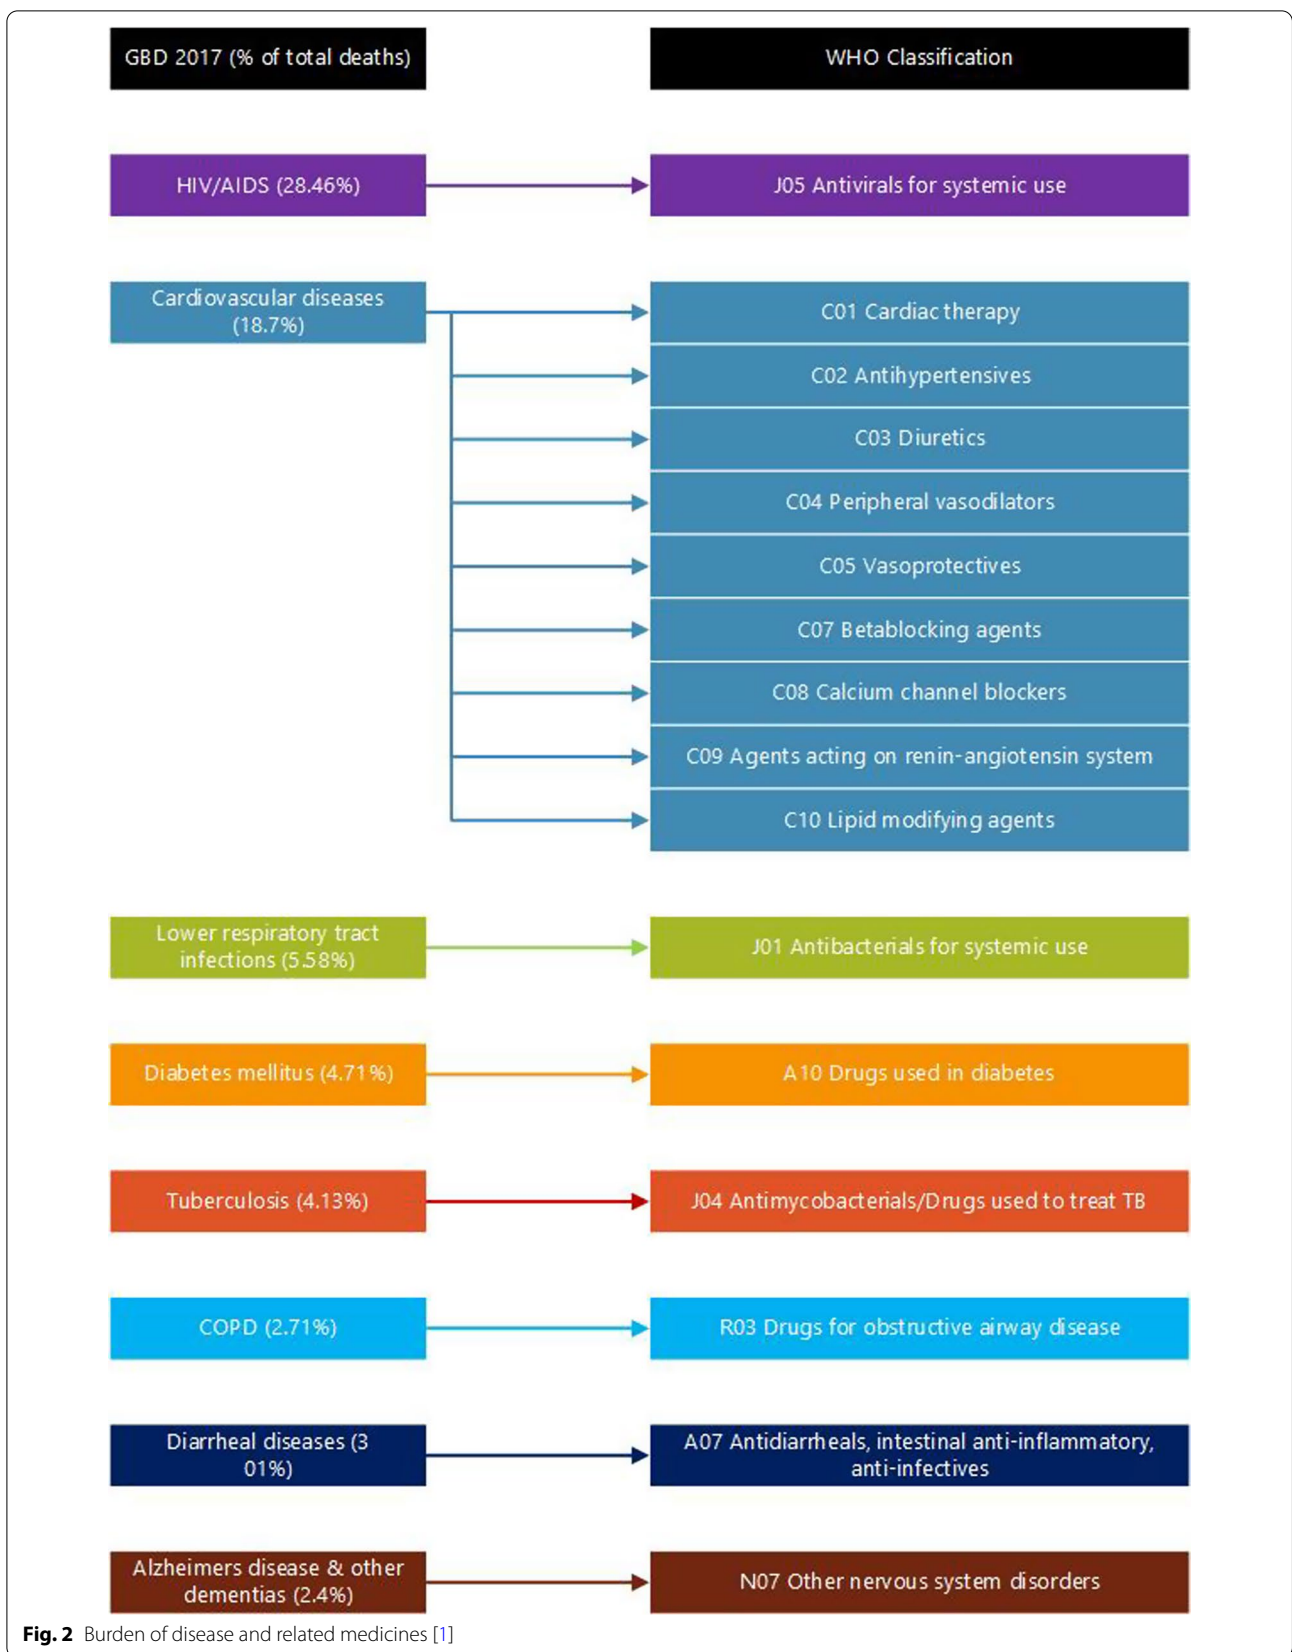 GBD 2017 (% of total deaths)
WHO Classification
HIV/AIDS (28.46%)
J05 Antivirals for systemic use
Cardiovascular diseases
(18.7%)
C01 Cardiac therapy
C02 Antihypertensives
C03 Diuretics
C04 Peripheral vasodilators
C05 Vasoprotectives
C07 Betablocking agents
C08 Calcium channel blockers
C09 Agents acting on renin-angiotensin system
C10 Lipid modifying agents
Lower respiratory tract
infections (5.58%)
J01 Antibacterials for systemic use
Diabetes mellitus (4.71%)
A10 Drugs used in diabetes
Tuberculosis (4.13%)
J04 Antimycobacterials/Drugs used to treat TB
COPD (2.71%)
R03 Drugs for obstructive airway disease
Diarrheal diseases (3
01%)
A07 Antidiarrheals, intestinal anti-inflammatory,
anti-infectives
Alzheimers disease & other
dementias (2.4%)
N07 Other nervous system disorders
Fig. 2 Burden of disease and related medicines [1]